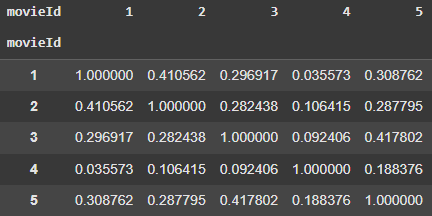 movieId 1 2 3 4 5
movieId
1 1.000000 0.410562 0.296917 0.035573 0.308762
2 0.410562 1.000000 0.282438 0.106415 0.287795
3 0.296917 0.282438 1.000000 0.092406 0.417802
4 0.035573 0.106415 0.092406 1.000000 0.188376
5 0.308762 0.287795 0.417802 0.188376 1.000000